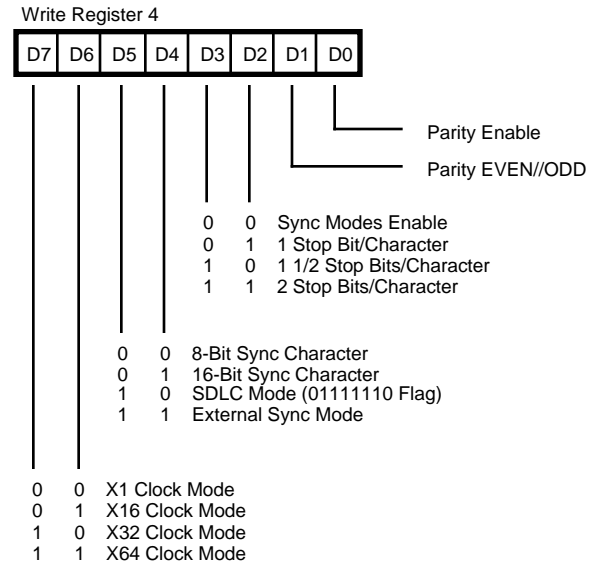 Write Register 4
D7 D6 D5 D4 D3 D2 D1 D0
Parity Enable
Parity EVEN//ODD
0 0 Sync Modes Enable
0 1 1 Stop Bit/Character
1 0 1 1/2 Stop Bits/Character
1 1 2 Stop Bits/Character
0 0 8-Bit Sync Character
0 1 16-Bit Sync Character
1 0 SDLC Mode (01111110 Flag)
1 1 External Sync Mode
0 0 X1 Clock Mode
0 1 X16 Clock Mode
1 0 X32 Clock Mode
1 1 X64 Clock Mode